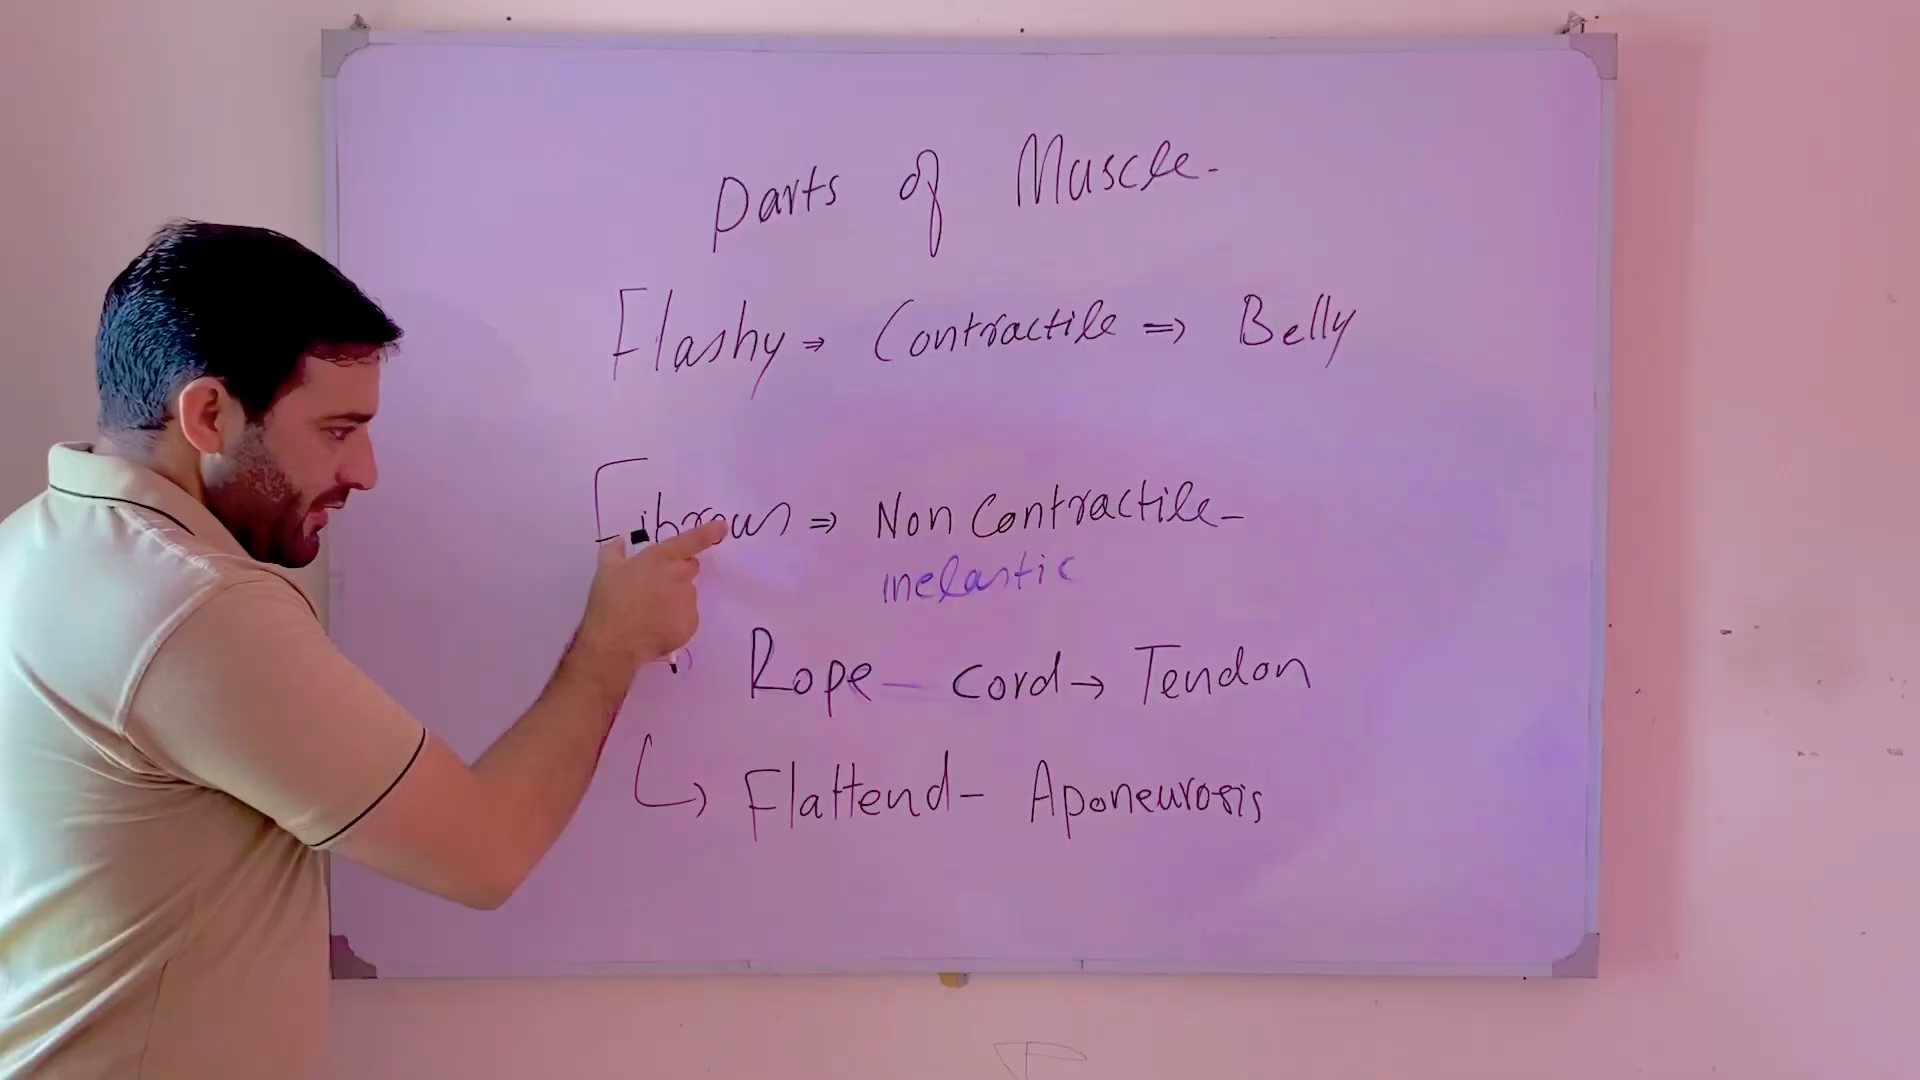 Parts of Muscle-
Flashy ⇒ Contractile ⇒ Belly
Fibrous ⇒ Non Contractile-
inelastic
Rope - cord → Tendon
↳ Flattend - Aponeurosis